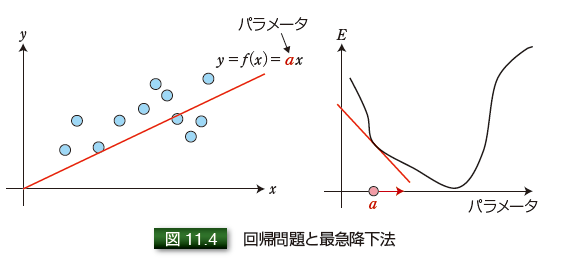 パラメータ
y
y = f(x) = ax
x
E
a
パラメータ
図 11.4 回帰問題と最急降下法